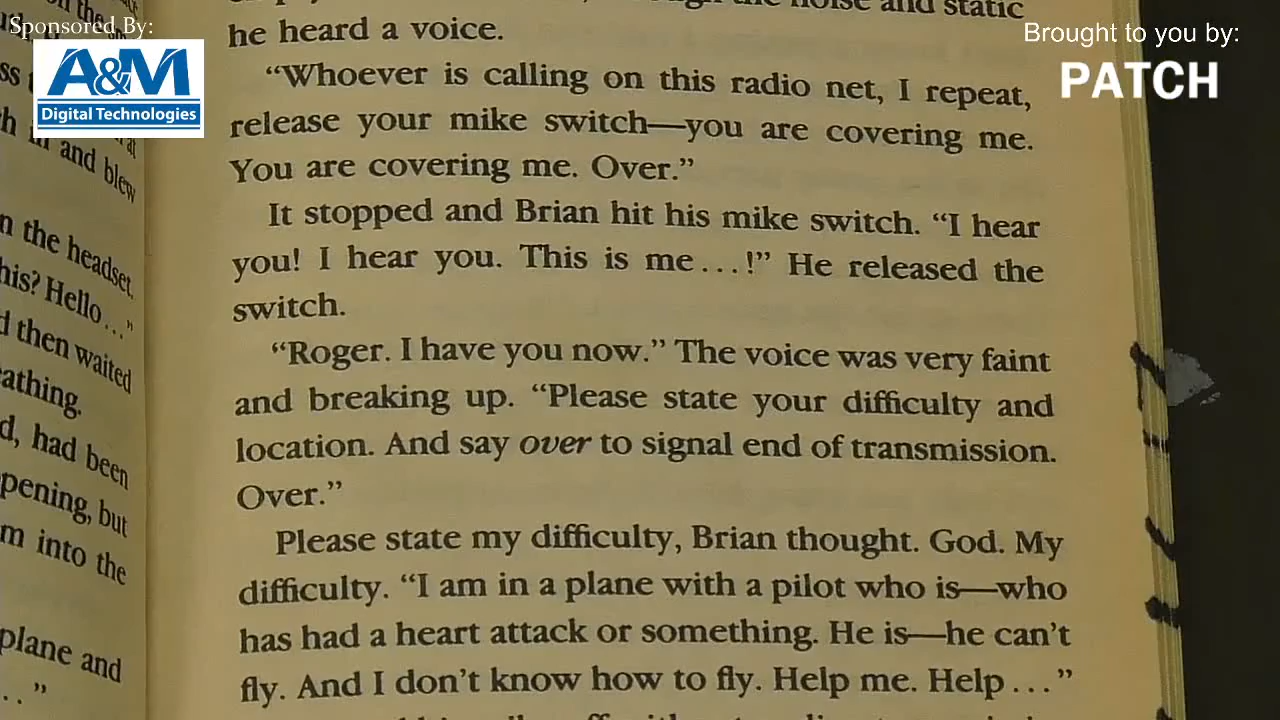 Sponsored By:
A&M
Digital Technologies
Brought to you by:
PATCH
and blew
n the headset.
his? Hello…”
d then waited
athing.
d, had been
pening, but
m into the
plane and
. .”
the noise and static
he heard a voice.
“Whoever is calling on this radio net, I repeat,
release your mike switch—you are covering me.
You are covering me. Over.”
It stopped and Brian hit his mike switch. “I hear
you! I hear you. This is me…!” He released the
switch.
“Roger. I have you now.” The voice was very faint
and breaking up. “Please state your difficulty and
location. And say over to signal end of transmission.
Over.”
Please state my difficulty, Brian thought. God. My
difficulty. “I am in a plane with a pilot who is—who
has had a heart attack or something. He is—he can’t
fly. And I don’t know how to fly. Help me. Help…”